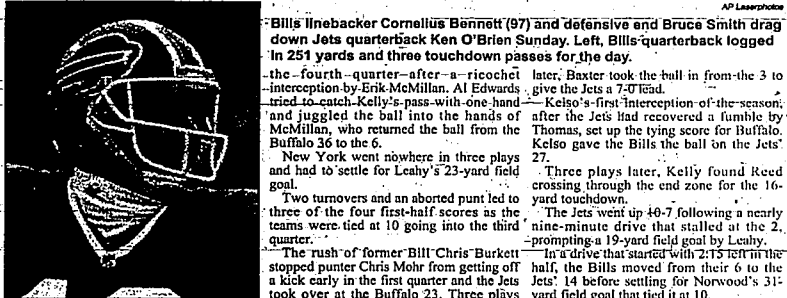 AP Laserphotos
Bills linebacker Cornelius Bennett (97) and defensive end Bruce Smith drag
down Jets quarterback Ken O'Brien Sunday. Left, Bills quarterback logged
in 251 yards and three touchdown passes for the day.
the fourth quarter after a ricochet
interception by Erik McMillan. Al Edwards
tried to catch Kelly's pass with one hand
and juggled the ball into the hands of
McMillan, who returned the ball from the
Buffalo 36 to the 6.
New York went nowhere in three plays
and had to settle for Leahy's 23-yard field
goal.
Two turnovers and an aborted punt led to
three of the four first-half scores as the
teams were tied at 10 going into the third
quarter.
The rush of former Bill Chris Burkett
stopped punter Chris Mohr from getting off
a kick early in the first quarter and the Jets
took over at the Buffalo 23. Three plays
later, Baxter took the ball in from the 3 to
give the Jets a 7-0 lead.
Kelso's first interception of the season,
after the Jets had recovered a fumble by
Thomas, set up the tying score for Buffalo.
Kelso gave the Bills the ball on the Jets'
27.
Three plays later, Kelly found Reed
crossing through the end zone for the 16-
yard touchdown.
The Jets went up 10-7 following a nearly
nine-minute drive that stalled at the 2,
prompting a 19-yard field goal by Leahy.
In a drive that started with 2:15 left in the
half, the Bills moved from their 6 to the
Jets' 14 before settling for Norwood's 31-
yard field goal that tied it at 10.